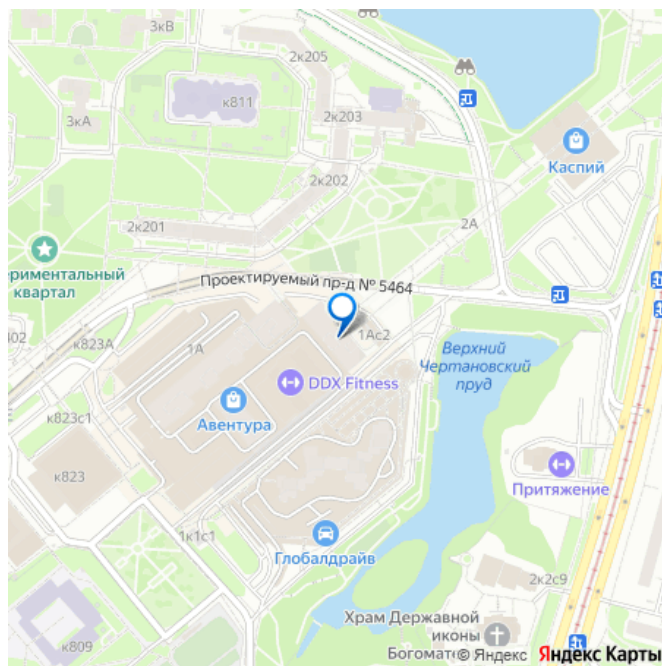 3кВ
2к205
к811
2к203
3кА
Каспий
2к202
2А
2к201
ериментальный
квартал
Проектируемый пр-д № 5464
402
к823А
1А
1Ас2
Верхний
Чертановский
пруд
DDX Fitness
Авентура
к823с1
к823
Притяжение
1к1с1
Глобалдрайв
2к2с9
Храм Державной
иконы
Богомат
к809
© Яндекс Яндекс Карты